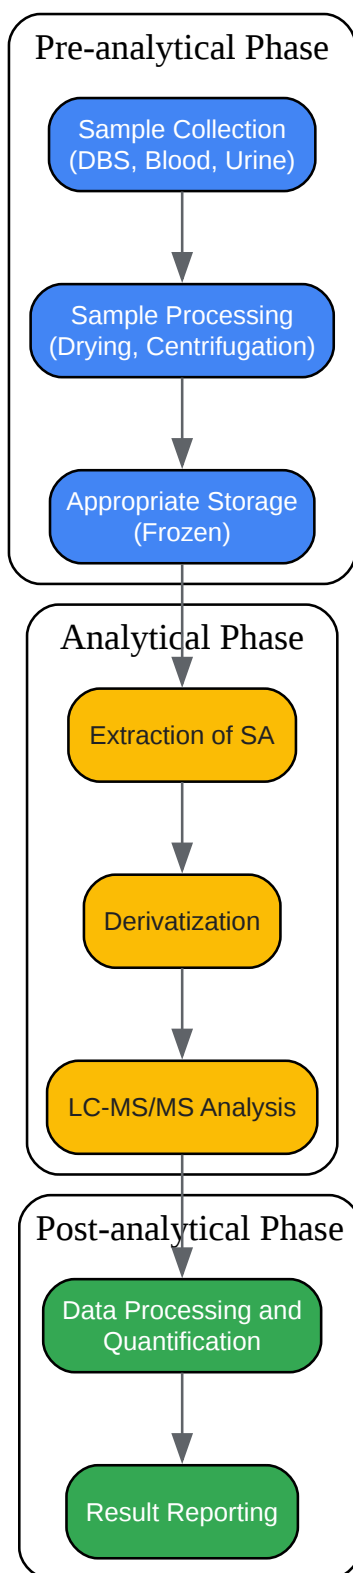 Pre-analytical Phase
Sample Collection
(DBS, Blood, Urine)
Sample Processing
(Drying, Centrifugation)
Appropriate Storage
(Frozen)
Analytical Phase
Extraction of SA
Derivatization
LC-MS/MS Analysis
Post-analytical Phase
Data Processing and
Quantification
Result Reporting